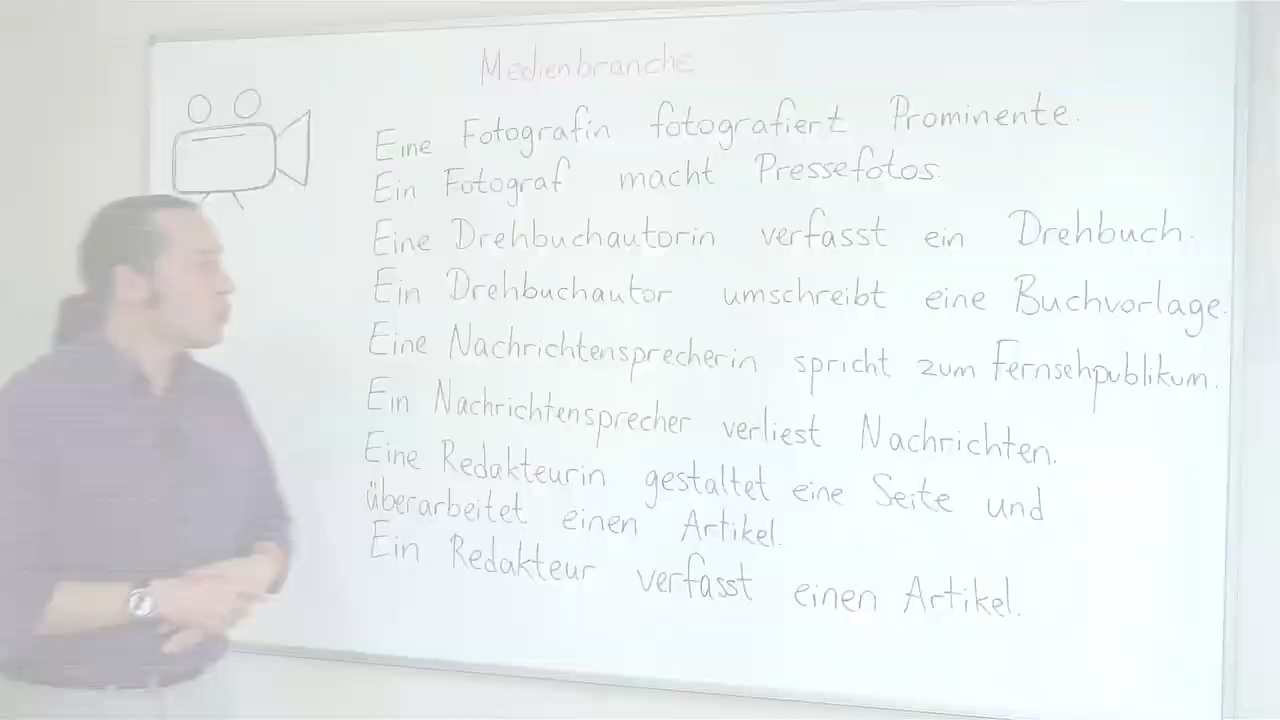 Medienbranche
Eine Fotografin fotografiert Prominente.
Ein Fotograf macht Pressefotos.
Eine Drehbuchautorin verfasst ein Drehbuch.
Ein Drehbuchautor umschreibt eine Buchvorlage.
Eine Nachrichtensprecherin spricht zum Fernsehpublikum.
Ein Nachrichtensprecher verliest Nachrichten.
Eine Redakteurin gestaltet eine Seite und
überarbeitet einen Artikel.
Ein Redakteur verfasst einen Artikel.